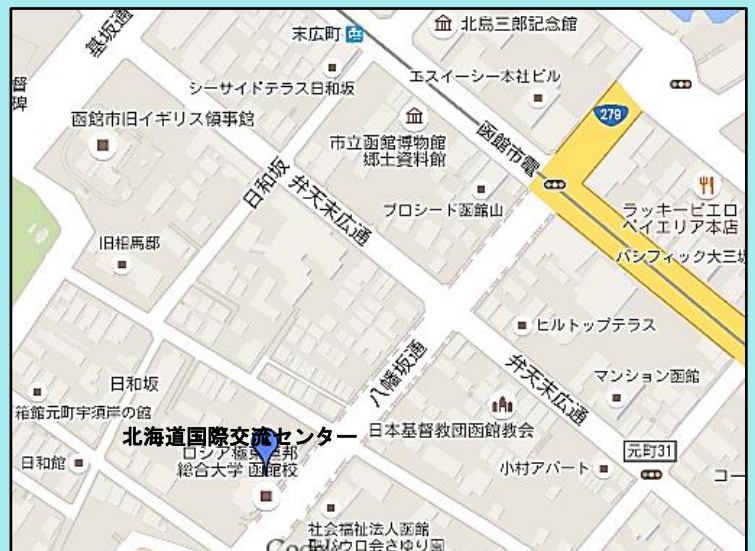 北島三郎記念館
末広町
基坂通
シーサイドテラス日和坂
エスイーシー本社ビル
督
碑
函館市旧イギリス領事館
279
市立函館博物館
郷土資料館
函館市電
日和坂
弁天末広通
プロシード函館山
ラッキーピエロ
ベイエリア本店
旧相馬邸
パシフィック大三坂
ヒルトップテラス
八幡坂通
弁天末広通
マンション函館
日和坂
箱館元町宇須岸の館
北海道国際交流センター
日本基督教団函館教会
ロシア極東連邦
総合大学 函館校
日和館
元町31
小村アパート
コー
社会福祉法人函館